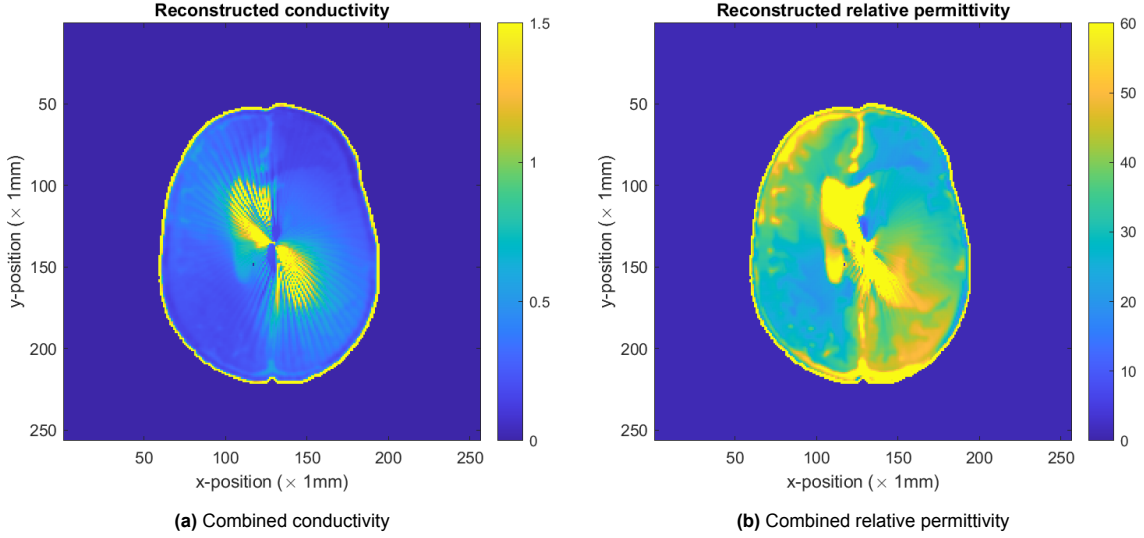 Reconstructed conductivity
1.5
1
0.5
0
50
100
150
200
250
y-position (× 1mm)
50 100 150 200 250
x-position (× 1mm)
(a) Combined conductivity
Reconstructed relative permittivity
60
50
40
30
20
10
0
50
100
150
200
250
y-position (× 1mm)
50 100 150 200 250
x-position (× 1mm)
(b) Combined relative permittivity